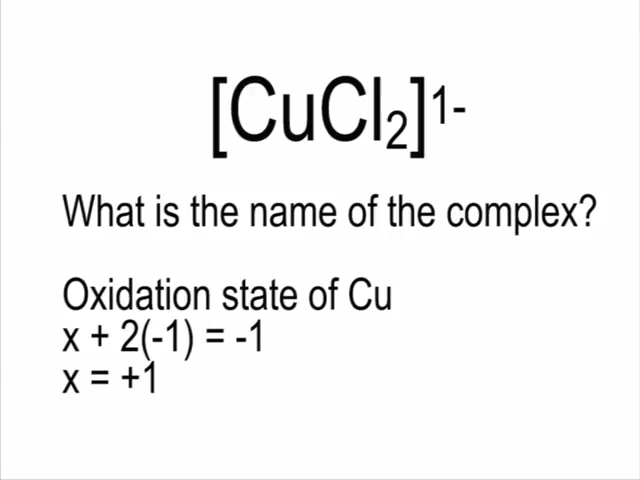 [CuCl₂]¹⁻
What is the name of the complex?
Oxidation state of Cu
x + 2(-1) = -1
x = +1